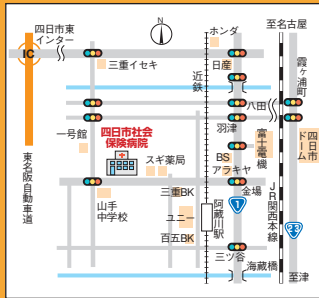 四日市東
インター
IC
N
ホンダ
至名古屋
三重イセキ
近鉄
日産
霞ヶ浦町
八田
一号館
四日市社会
保険病院
羽津
富士電機
四日市
ドーム
スギ薬局
BS
アラキヤ
東名阪自動車道
山手
中学校
三重BK
金場
ユニー
阿蔵川駅
1
JR関西本線
23
百五BK
三ツ谷
海蔵橋
至津